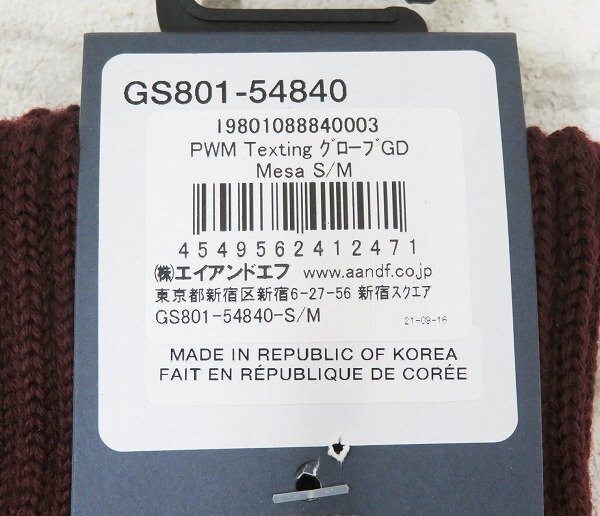 GS801-54840
19801088840003
PWM Texting グローブGD
Mesa S/M
4549562412471
㈱エイアンドエフ www.aandf.co.jp
東京都新宿区新宿6-27-56 新宿スクエア
GS801-54840-S/M 21-09-16
MADE IN REPUBLIC OF KOREA
FAIT EN RÉPUBLIQUE DE CORÉE